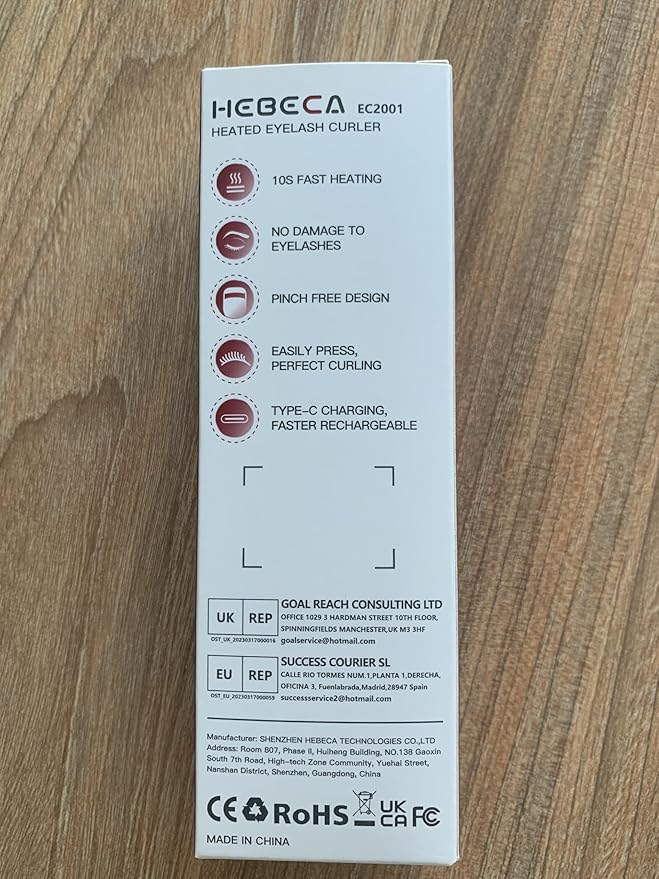 HEBECA EC2001
HEATED EYELASH CURLER
10S FAST HEATING
NO DAMAGE TO
EYELASHES
PINCH FREE DESIGN
EASILY PRESS,
PERFECT CURLING
TYPE-C CHARGING,
FASTER RECHARGEABLE
UK REP
OST_UK_20230317000016
GOAL REACH CONSULTING LTD
OFFICE 1029 3 HARDMAN STREET 10TH FLOOR,
SPINNINGFIELDS MANCHESTER,UK M3 3HF
goalservice@hotmail.com
EU REP
OST_EU_20230317000059
SUCCESS COURIER SL
CALLE RIO TORMES NUM.1,PLANTA 1,DERECHA,
OFICINA 3, Fuenlabrada,Madrid,28947 Spain
successservice2@hotmail.com
Manufacturer: SHENZHEN HEBECA TECHNOLOGIES CO.,LTD
Address: Room 807, Phase II, Huiheng Building, NO.138 Gaoxin
South 7th Road, High-tech Zone Community, Yuehai Street,
Nanshan District, Shenzhen, Guangdong, China
CE RoHS UK CA FC
MADE IN CHINA